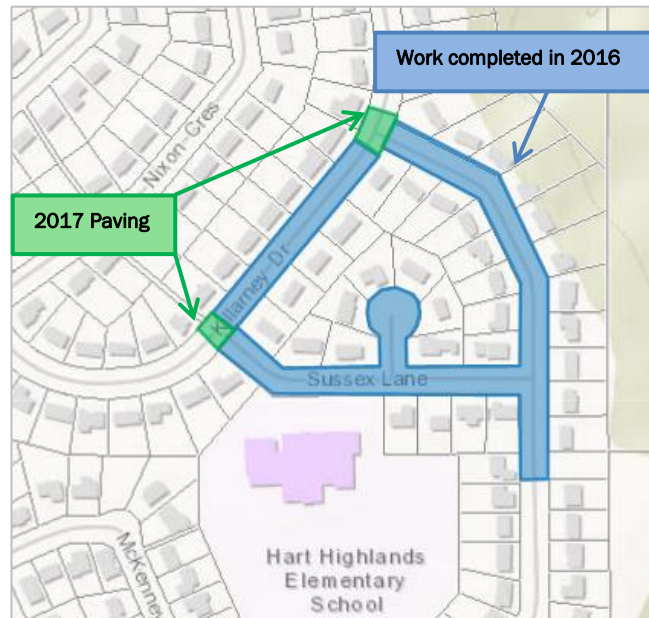 Work completed in 2016
Nixon-Cres
2017 Paving
Killarney-Dr
Sussex Lane
McKenney
Hart Highlands
Elementary
School